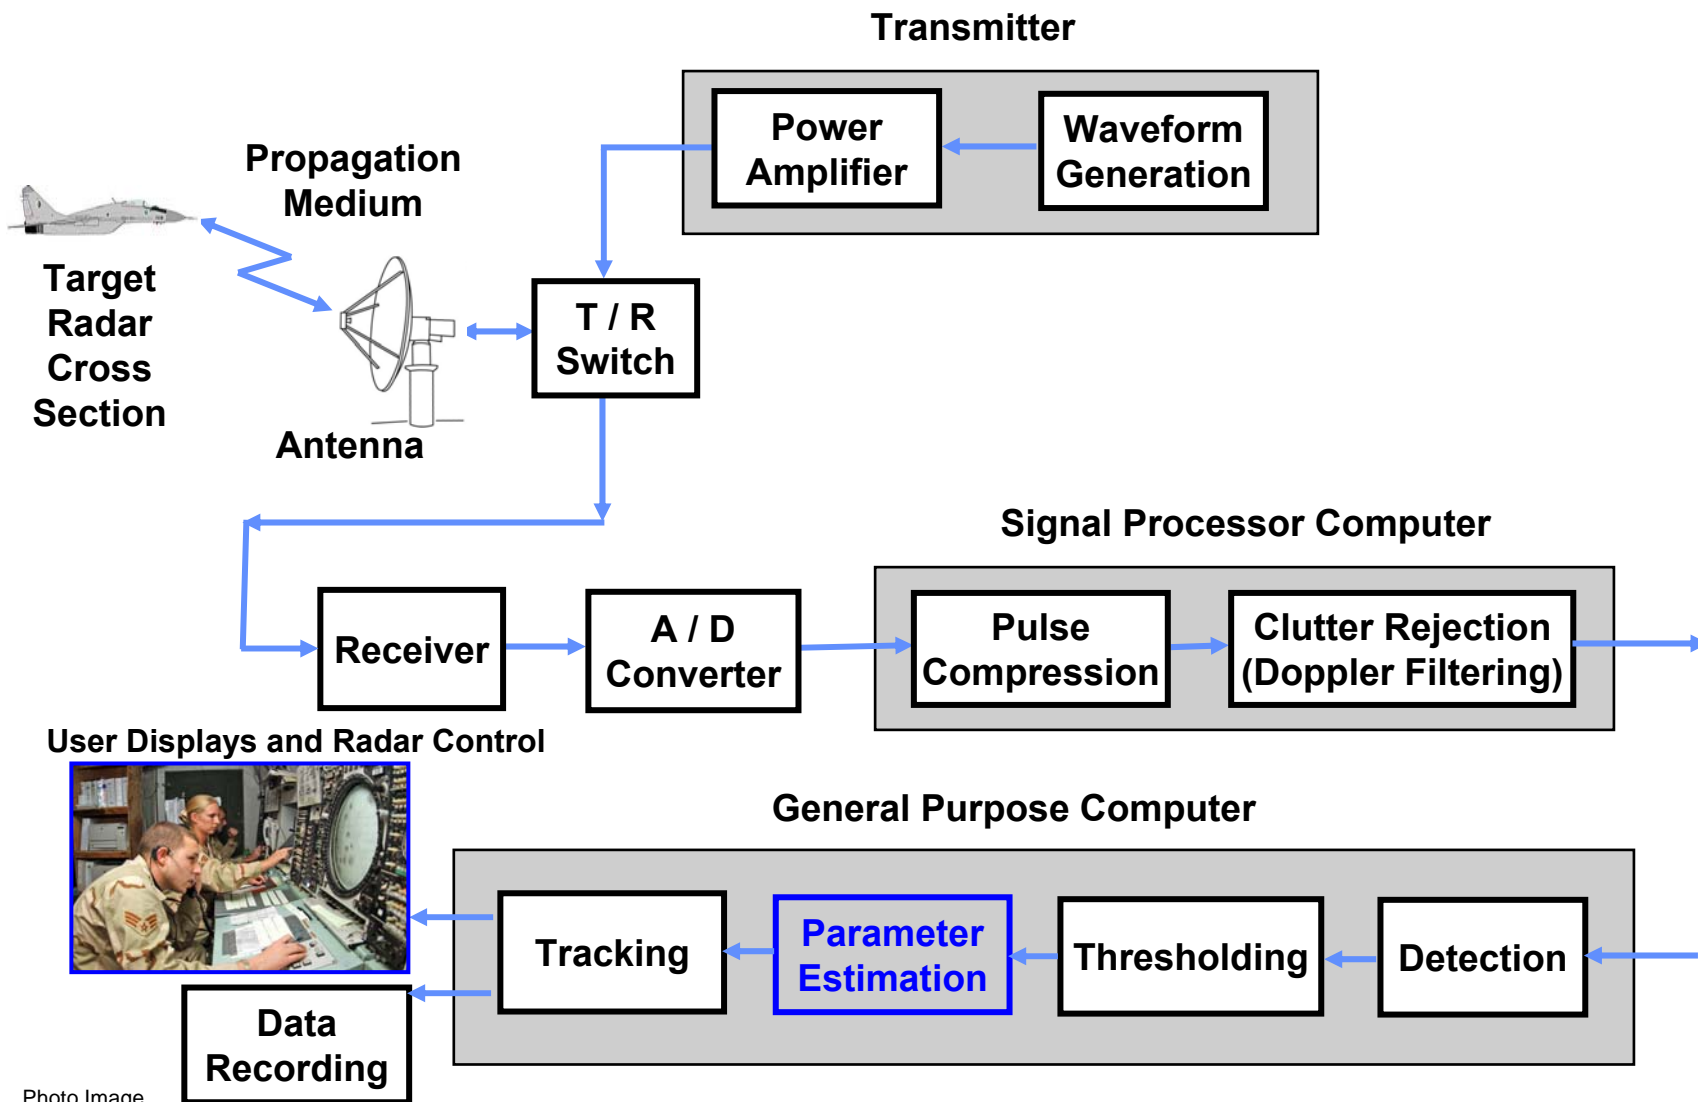 Transmitter
Power
Amplifier
Waveform
Generation
Propagation
Medium
Target
Radar
Cross
Section
Antenna
T / R
Switch
Signal Processor Computer
Receiver
A / D
Converter
Pulse
Compression
Clutter Rejection
(Doppler Filtering)
User Displays and Radar Control
General Purpose Computer
Tracking
Parameter
Estimation
Thresholding
Detection
Data
Recording
Photo Image